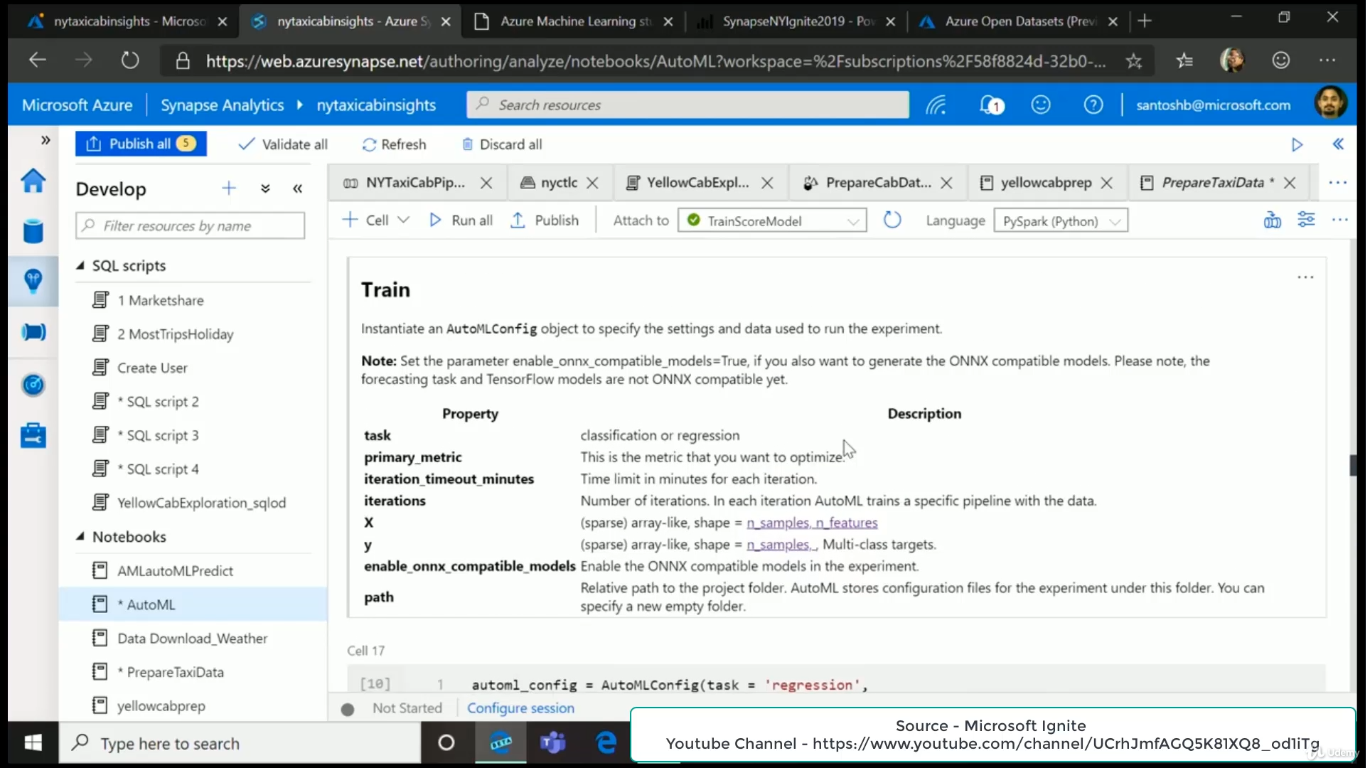 nytaxicabinsights - Microso
nytaxicabinsights - Azure Sy
Azure Machine Learning st
SynapseNYIgnite2019 - Po
Azure Open Datasets (Previ
https://web.azuresynapse.net/authoring/analyze/notebooks/AutoML?workspace=%2Fsubscriptions%2F58f8824d-32b0-...
Microsoft Azure
Synapse Analytics
nytaxicabinsights
Search resources
1
santoshb@microsoft.com
Publish all 5
Validate all
Refresh
Discard all
Develop
Filter resources by name
SQL scripts
1 Marketshare
2 MostTripsHoliday
Create User
* SQL script 2
* SQL script 3
* SQL script 4
YellowCabExploration_sqlod
Notebooks
AMLautoMLPredict
* AutoML
Data Download_Weather
* PrepareTaxiData
yellowcabprep
NYTaxiCabPip...
nyctlc
YellowCabExpl...
PrepareCabDat...
yellowcabprep
PrepareTaxiData *
Cell
Run all
Publish
Attach to
TrainScoreModel
Language
PySpark (Python)
Train
Instantiate an AutoMLConfig object to specify the settings and data used to run the experiment.
Note: Set the parameter enable_onnx_compatible_models=True, if you also want to generate the ONNX compatible models. Please note, the
forecasting task and TensorFlow models are not ONNX compatible yet.
Property Description
task classification or regression
primary_metric This is the metric that you want to optimize.
iteration_timeout_minutes Time limit in minutes for each iteration.
iterations Number of iterations. In each iteration AutoML trains a specific pipeline with the data.
X (sparse) array-like, shape = n_samples, n_features
y (sparse) array-like, shape = n_samples, , Multi-class targets.
enable_onnx_compatible_models Enable the ONNX compatible models in the experiment.
path Relative path to the project folder. AutoML stores configuration files for the experiment under this folder. You can
specify a new empty folder.
Cell 17
[10] 1 automl_config = AutoMLConfig(task = 'regression',
Not Started
Configure session
Type here to search
Source - Microsoft Ignite
Youtube Channel - https://www.youtube.com/channel/UCrhJmfAGQ5K81XQ8_od1iTg
Udemy